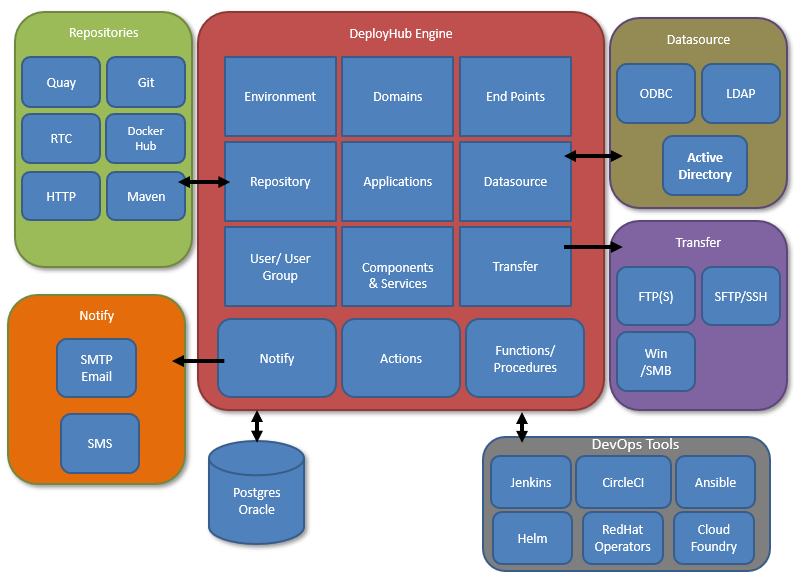 Repositories
Quay
Git
RTC
Docker
Hub
HTTP
Maven
DeployHub Engine
Environment
Domains
End Points
Repository
Applications
Datasource
User/ User
Group
Components
& Services
Transfer
Notify
Actions
Functions/
Procedures
Datasource
ODBC
LDAP
Active
Directory
Transfer
FTP(S)
SFTP/SSH
Win
/SMB
Notify
SMTP
Email
SMS
Postgres
Oracle
DevOps Tools
Jenkins
CircleCI
Ansible
Helm
RedHat
Operators
Cloud
Foundry